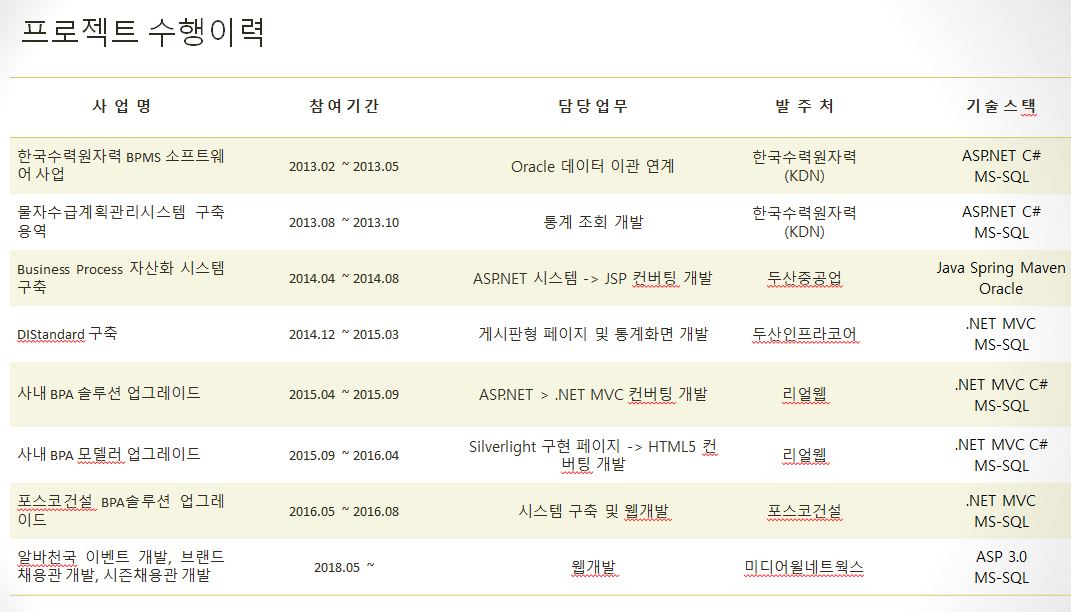 프로젝트 수행이력
사 업 명 참여기간 담당업무 발 주 처 기술스택
한국수력원자력 BPMS 소프트웨
어 사업
2013.02 ~ 2013.05
Oracle 데이터 이관 연계
한국수력원자력
(KDN)
ASP.NET C#
MS-SQL
물자수급계획관리시스템 구축
용역
2013.08 ~ 2013.10
통계 조회 개발
한국수력원자력
(KDN)
ASP.NET C#
MS-SQL
Business Process 자산화 시스템
구축
2014.04 ~ 2014.08
ASP.NET 시스템 -> JSP 컨버팅 개발
두산중공업
Java Spring Maven
Oracle
DIStandard 구축
2014.12 ~ 2015.03
게시판형 페이지 및 통계화면 개발
두산인프라코어
.NET MVC
MS-SQL
사내 BPA 솔루션 업그레이드
2015.04 ~ 2015.09
ASP.NET > .NET MVC 컨버팅 개발
리얼웹
.NET MVC C#
MS-SQL
사내 BPA 모델러 업그레이드
2015.09 ~ 2016.04
Silverlight 구현 페이지 -> HTML5 컨
버팅 개발
리얼웹
.NET MVC C#
MS-SQL
포스코건설 BPA솔루션 업그레
이드
2016.05 ~ 2016.08
시스템 구축 및 웹개발
포스코건설
.NET MVC
MS-SQL
알바천국 이벤트 개발, 브랜드
채용관 개발, 시즌채용관 개발
2018.05 ~
웹개발
미디어윌네트웍스
ASP 3.0
MS-SQL